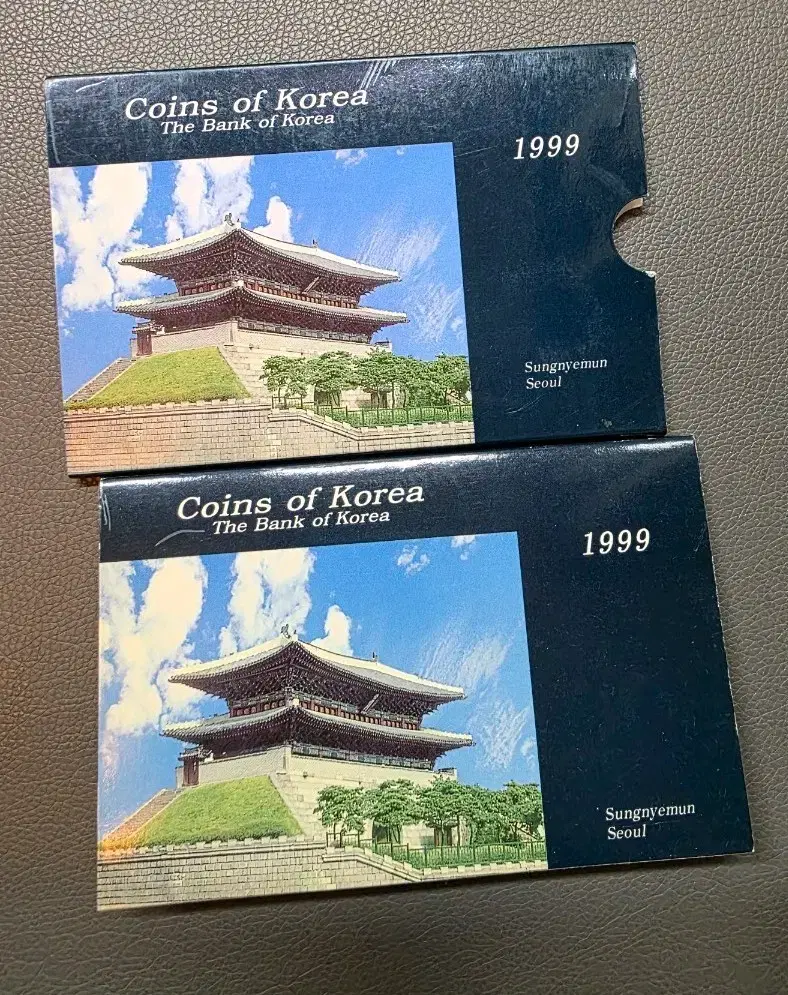 Coins of Korea
The Bank of Korea
1999
Sungnyemun
Seoul
Coins of Korea
The Bank of Korea
1999
Sungnyemun
Seoul